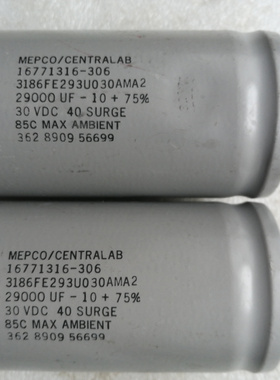 MEPCO/CENTRALAB
16771316-306
3186FE293U030AMA2
29000 UF - 10 + 75%
30 VDC 40 SURGE
85C MAX AMBIENT
362 8909 56699
MEPCO/CENTRALAB
16771316-306
3186FE293U030AMA2
29000 UF - 10 + 75%
30 VDC 40 SURGE
85C MAX AMBIENT
362 8909 56699